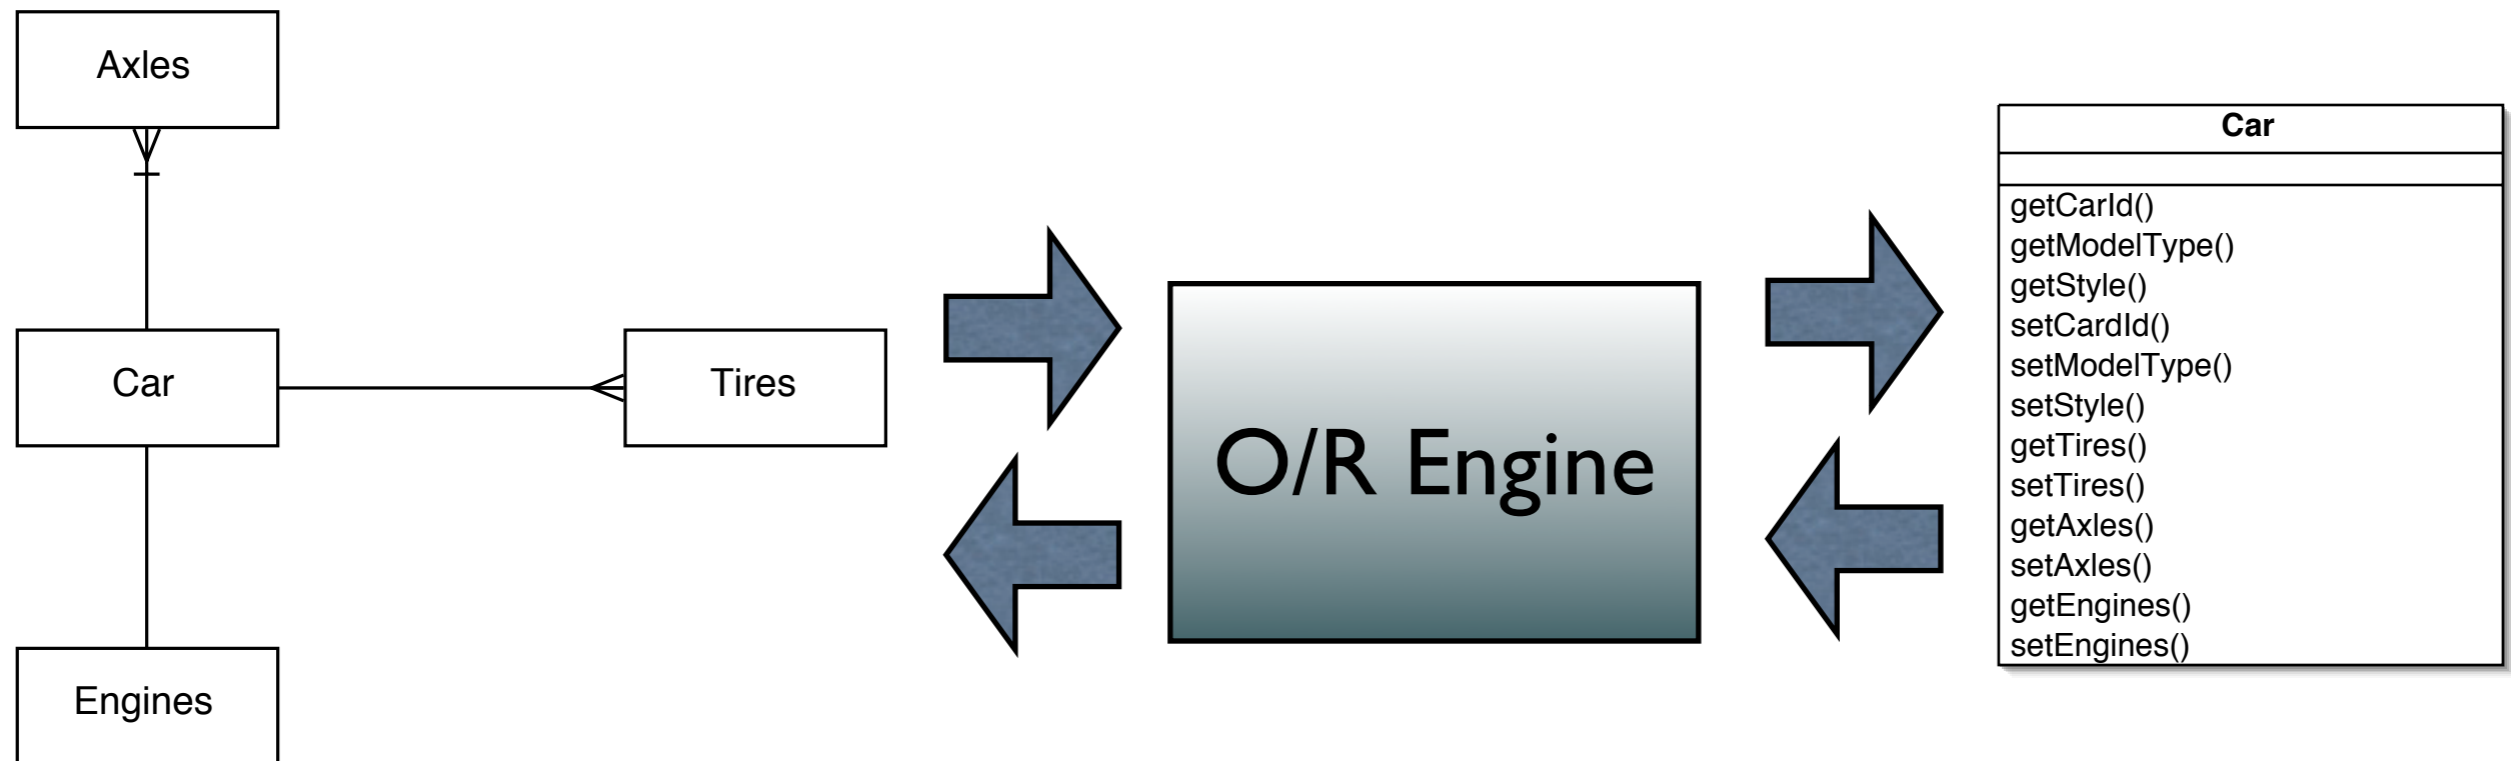 Axles
Car
Tires
Engines
O/R Engine
Car
getCarId()
getModelType()
getStyle()
setCardId()
setModelType()
setStyle()
getTires()
setTires()
getAxles()
setAxles()
getEngines()
setEngines()